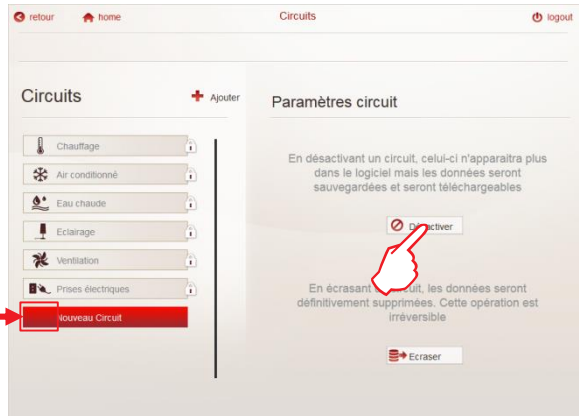 retour
home
Circuits
logout
Circuits
Ajouter
Chauffage
Air conditionné
Eau chaude
Eclairage
Ventilation
Prises électriques
Nouveau Circuit
Paramètres circuit
En désactivant un circuit, celui-ci n'apparaitra plus
dans le logiciel mais les données seront
sauvegardées et seront téléchargeables
En écrasant circuit, les données seront
définitivement supprimées. Cette opération est
irréversible
Ecraser